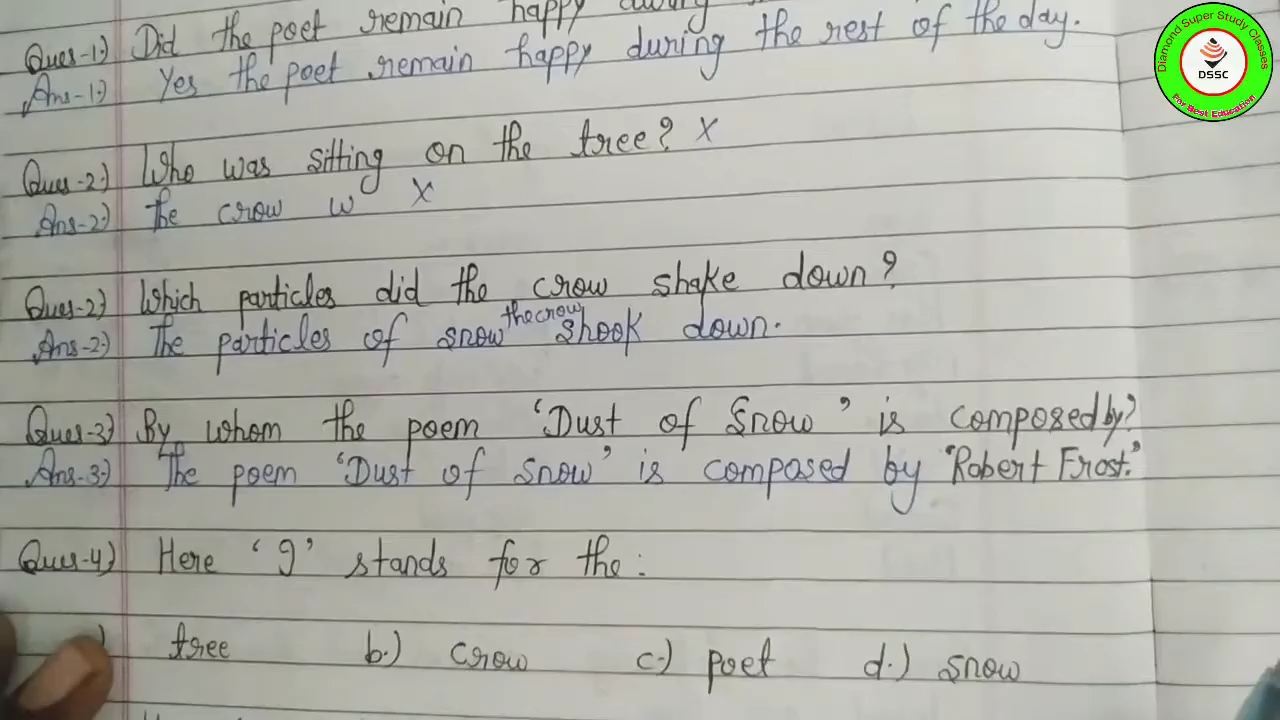 Ques-1:) Did the poet remain happy during
Ans-1:) Yes the poet remain happy during the rest of the day.
Ques-2:) Who was sitting on the tree? X
Ans-2:) The crow w X
Ques-2:) Which particles did the crow shake down?
Ans-2:) The particles of snow the crow shook down.
Ques-3:) By whom the poem 'Dust of Snow' is composed by?
Ans-3:) The poem 'Dust of Snow' is composed by "Robert Frost."
Ques-4:) Here 'I' stands for the:
) tree b.) crow c.) poet d.) snow
Diamond Super Study Classes
DSSC
For Best Education